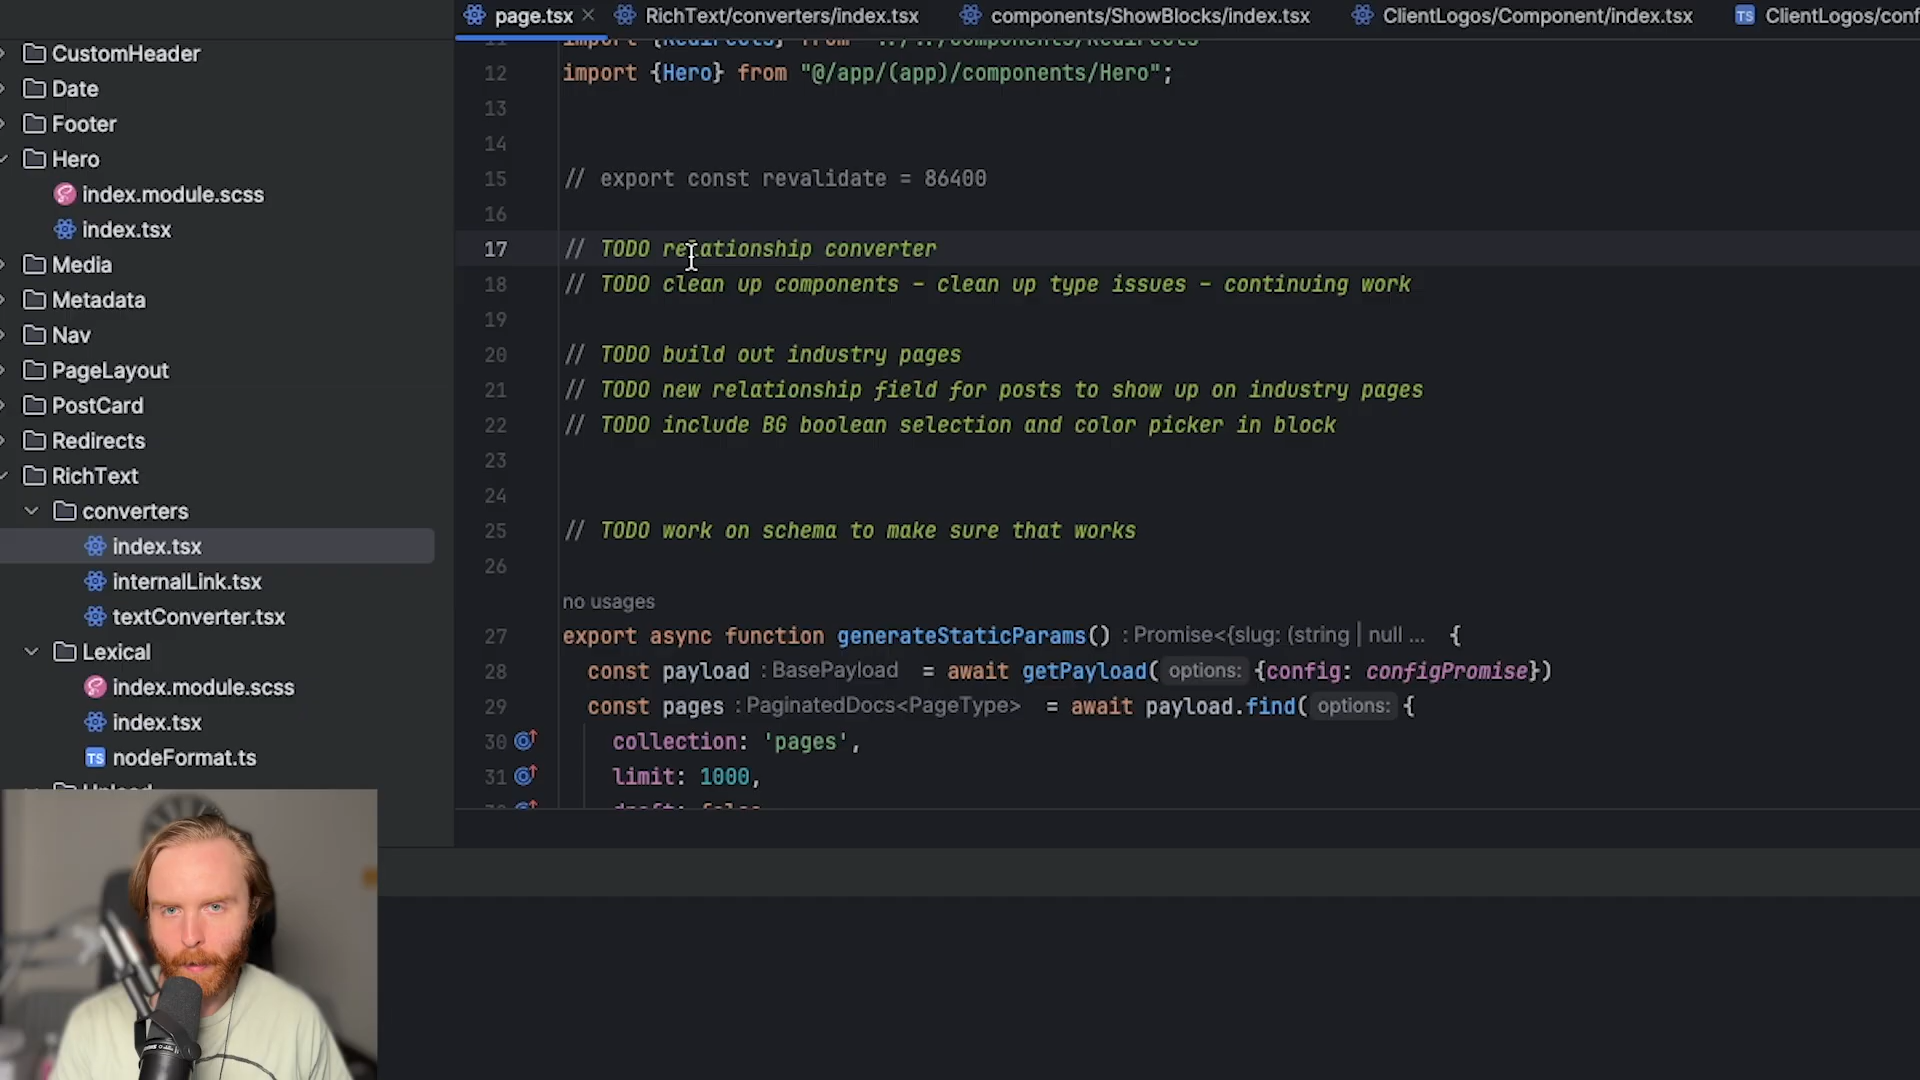 page.tsx
RichText/converters/index.tsx
components/ShowBlocks/index.tsx
ClientLogos/Component/index.tsx
TS ClientLogos/conf
CustomHeader
Date
Footer
Hero
index.module.scss
index.tsx
Media
Metadata
Nav
PageLayout
PostCard
Redirects
RichText
converters
index.tsx
internalLink.tsx
textConverter.tsx
Lexical
index.module.scss
index.tsx
TS nodeFormat.ts
11 import {Redirects} from
12 import {Hero} from "@/app/(app)/components/Hero";
13
14
15 // export const revalidate = 86400
16
17 // TODO relationship converter
18 // TODO clean up components - clean up type issues - continuing work
19
20 // TODO build out industry pages
21 // TODO new relationship field for posts to show up on industry pages
22 // TODO include BG boolean selection and color picker in block
23
24
25 // TODO work on schema to make sure that works
26
no usages
27 export async function generateStaticParams() : Promise<{slug: (string | null ... {
28 const payload : BasePayload = await getPayload( options: {config: configPromise})
29 const pages : PaginatedDocs<PageType> = await payload.find( options: {
30 collection: 'pages',
31 limit: 1000,